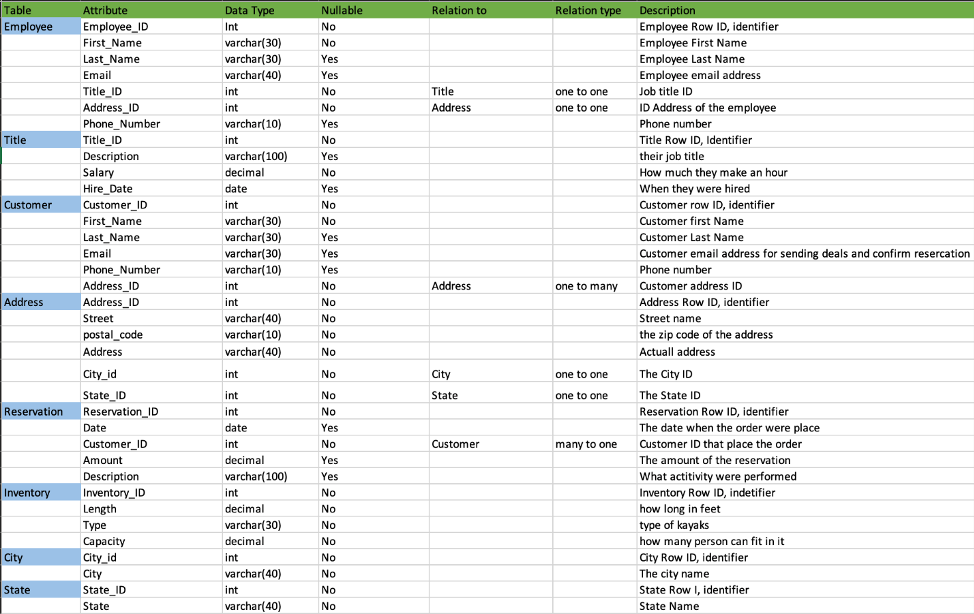 Table Attribute Data Type Nullable Relation to Relation type Description
Employee Employee_ID Int No Employee Row ID, identifier
First_Name varchar(30) No Employee First Name
Last_Name varchar(30) Yes Employee Last Name
Email varchar(40) Yes Employee email address
Title_ID int No Title one to one Job title ID
Address_ID int No Address one to one ID Address of the employee
Phone_Number varchar(10) Yes Phone number
Title Title_ID int No Title Row ID, Identifier
Description varchar(100) Yes their job title
Salary decimal No How much they make an hour
Hire_Date date Yes When they were hired
Customer Customer_ID int No Customer row ID, identifier
First_Name varchar(30) No Customer first Name
Last_Name varchar(30) Yes Customer Last Name
Email varchar(30) Yes Customer email address for sending deals and confirm resercation
Phone_Number varchar(10) Yes Phone number
Address_ID int No Address one to many Customer address ID
Address Address_ID int No Address Row ID, identifier
Street varchar(40) No Street name
postal_code varchar(10) No the zip code of the address
Address varchar(40) No Actuall address
City_id int No City one to one The City ID
State_ID int No State one to one The State ID
Reservation Reservation_ID int No Reservation Row ID, identifier
Date date Yes The date when the order were place
Customer_ID int No Customer many to one Customer ID that place the order
Amount decimal Yes The amount of the reservation
Description varchar(100) Yes What actitivity were performed
Inventory Inventory_ID int No Inventory Row ID, indetifier
Length decimal No how long in feet
Type varchar(30) No type of kayaks
Capacity decimal No how many person can fit in it
City City_id int No City Row ID, identifier
City varchar(40) No The city name
State State_ID int No State Row I, identifier
State varchar(40) No State Name